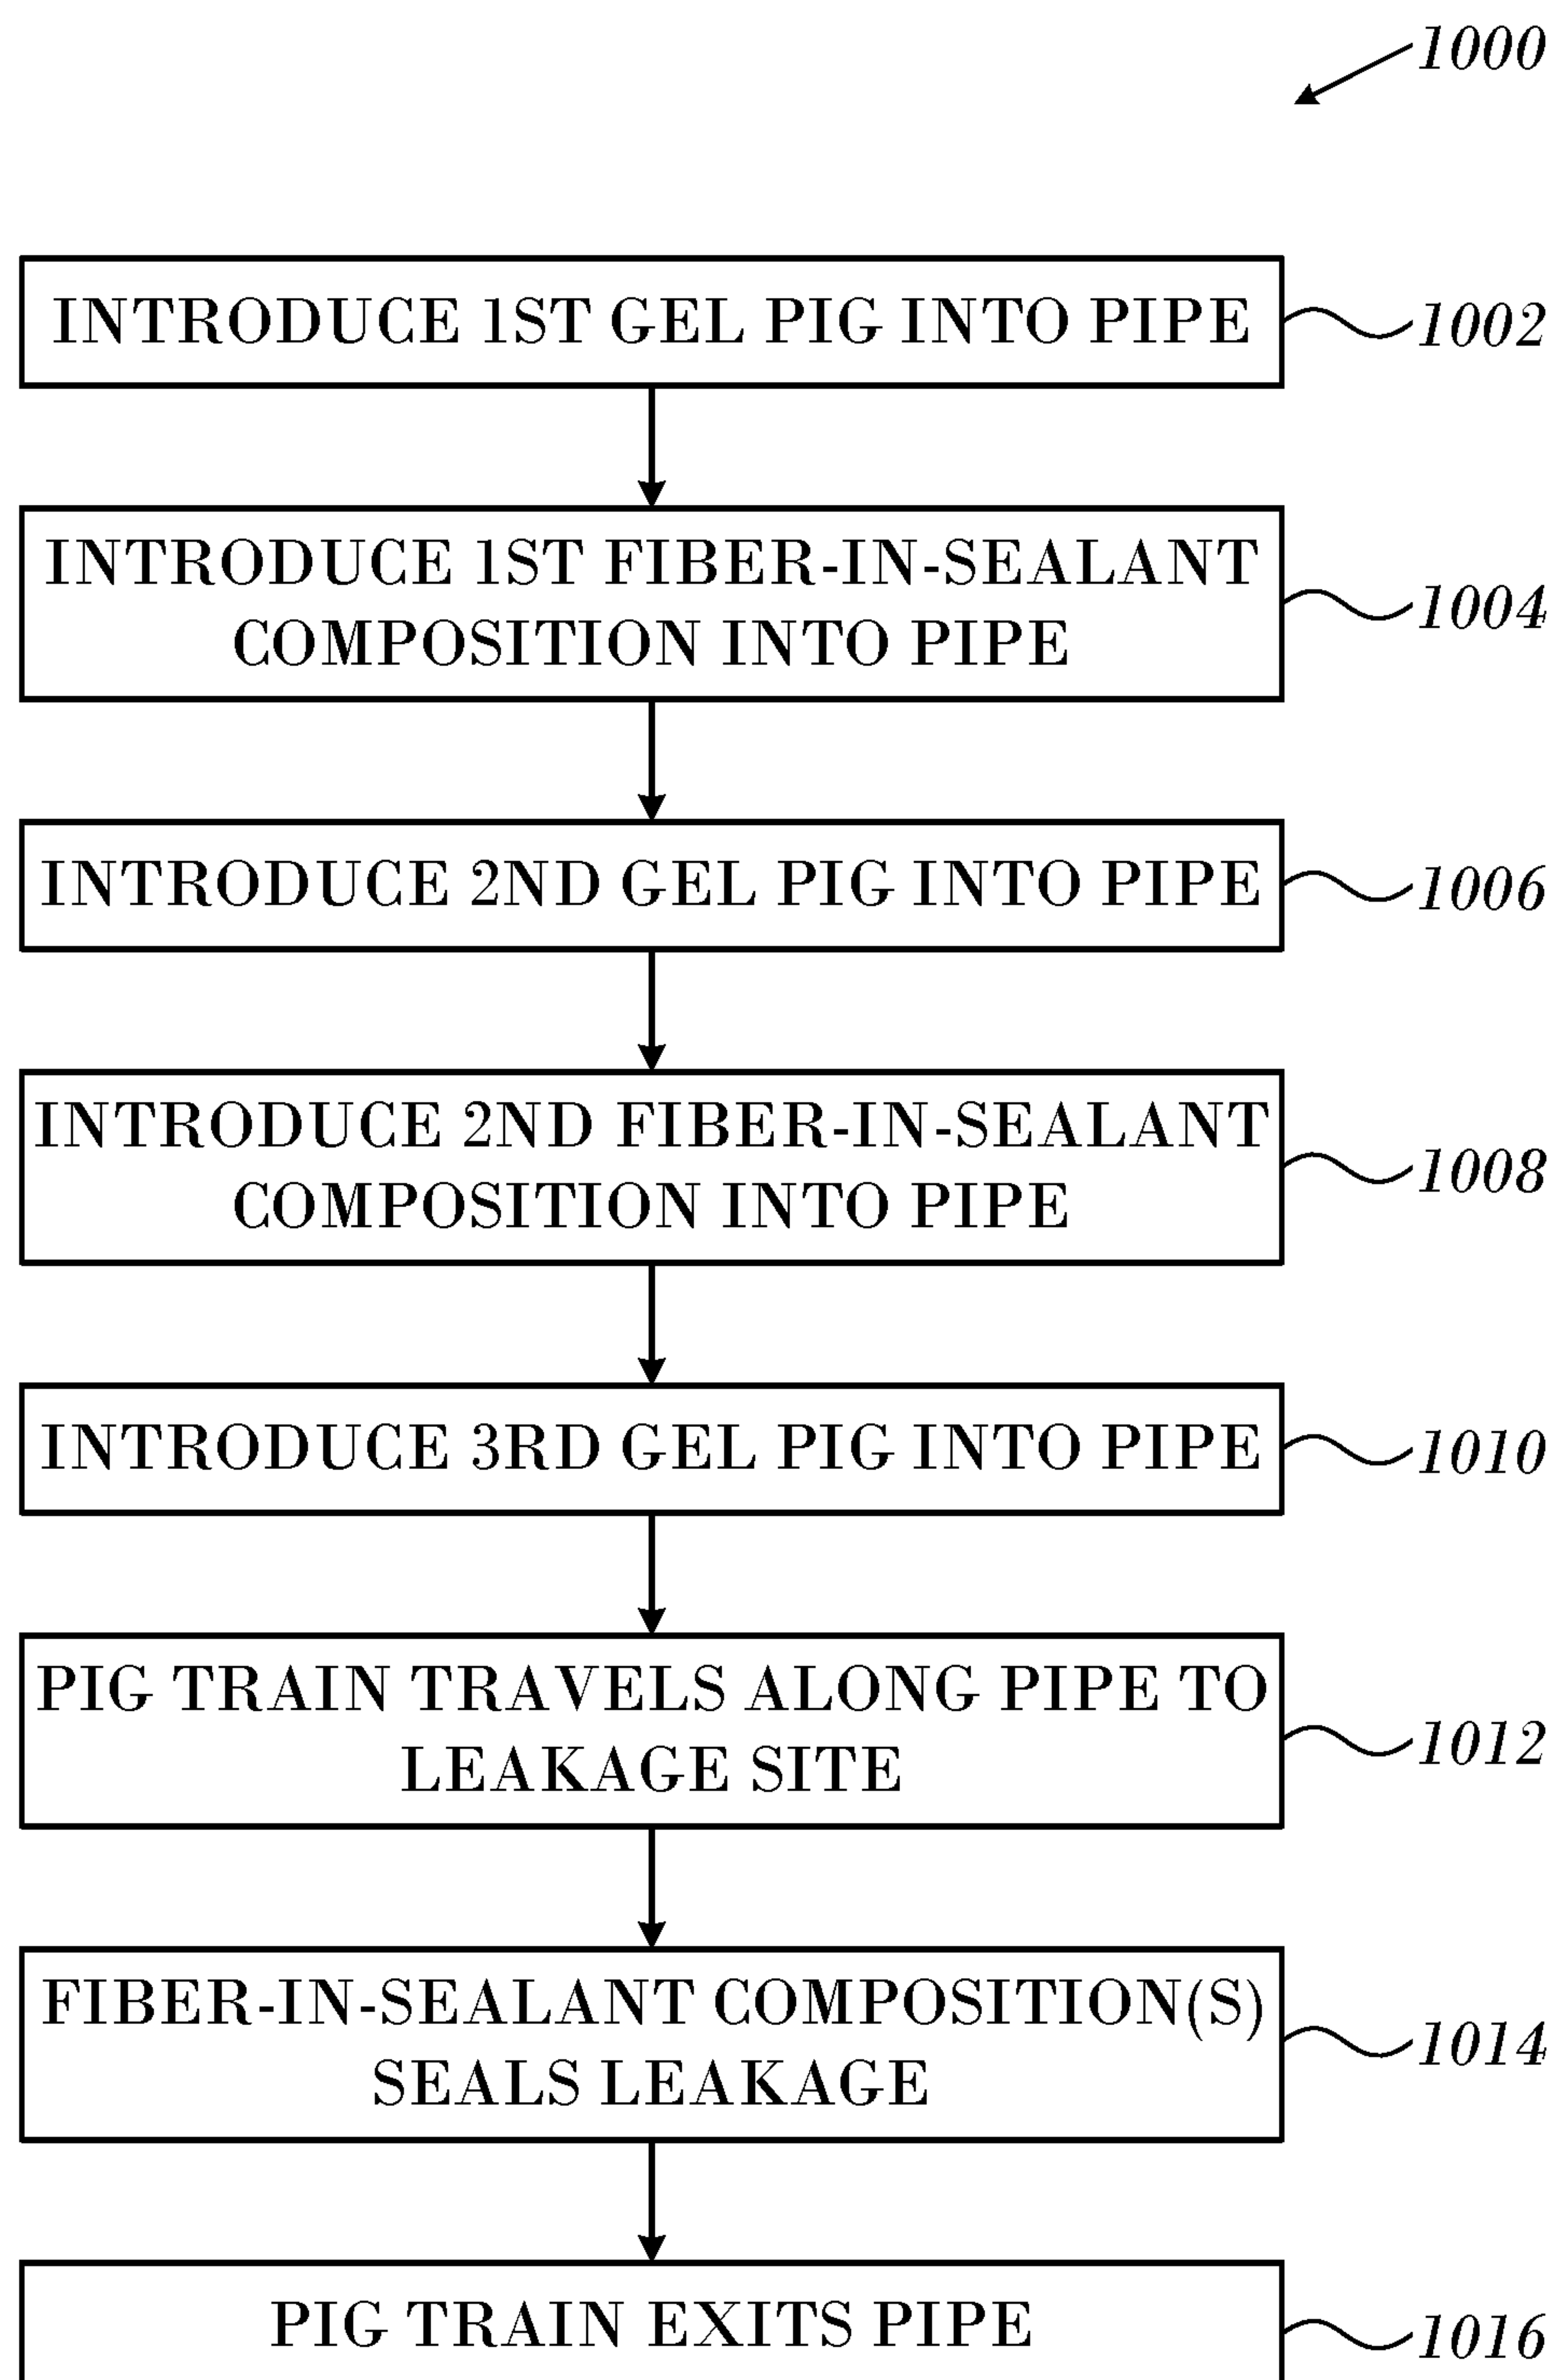 1000
INTRODUCE 1ST GEL PIG INTO PIPE
1002
INTRODUCE 1ST FIBER-IN-SEALANT
COMPOSITION INTO PIPE
1004
INTRODUCE 2ND GEL PIG INTO PIPE
1006
INTRODUCE 2ND FIBER-IN-SEALANT
COMPOSITION INTO PIPE
1008
INTRODUCE 3RD GEL PIG INTO PIPE
1010
PIG TRAIN TRAVELS ALONG PIPE TO
LEAKAGE SITE
1012
FIBER-IN-SEALANT COMPOSITION(S)
SEALS LEAKAGE
1014
PIG TRAIN EXITS PIPE
1016